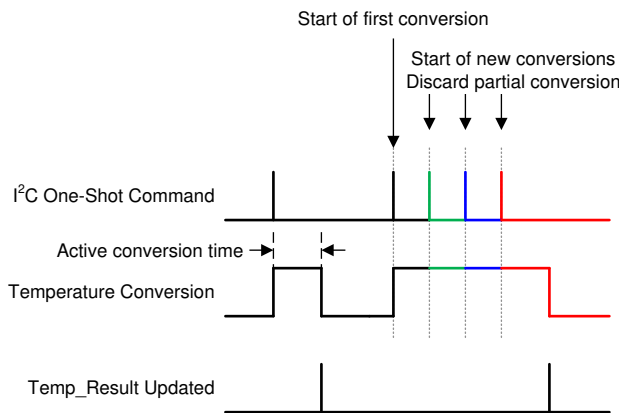 Start of first conversion
Start of new conversions
Discard partial conversion
I²C One-Shot Command
Active conversion time
Temperature Conversion
Temp_Result Updated